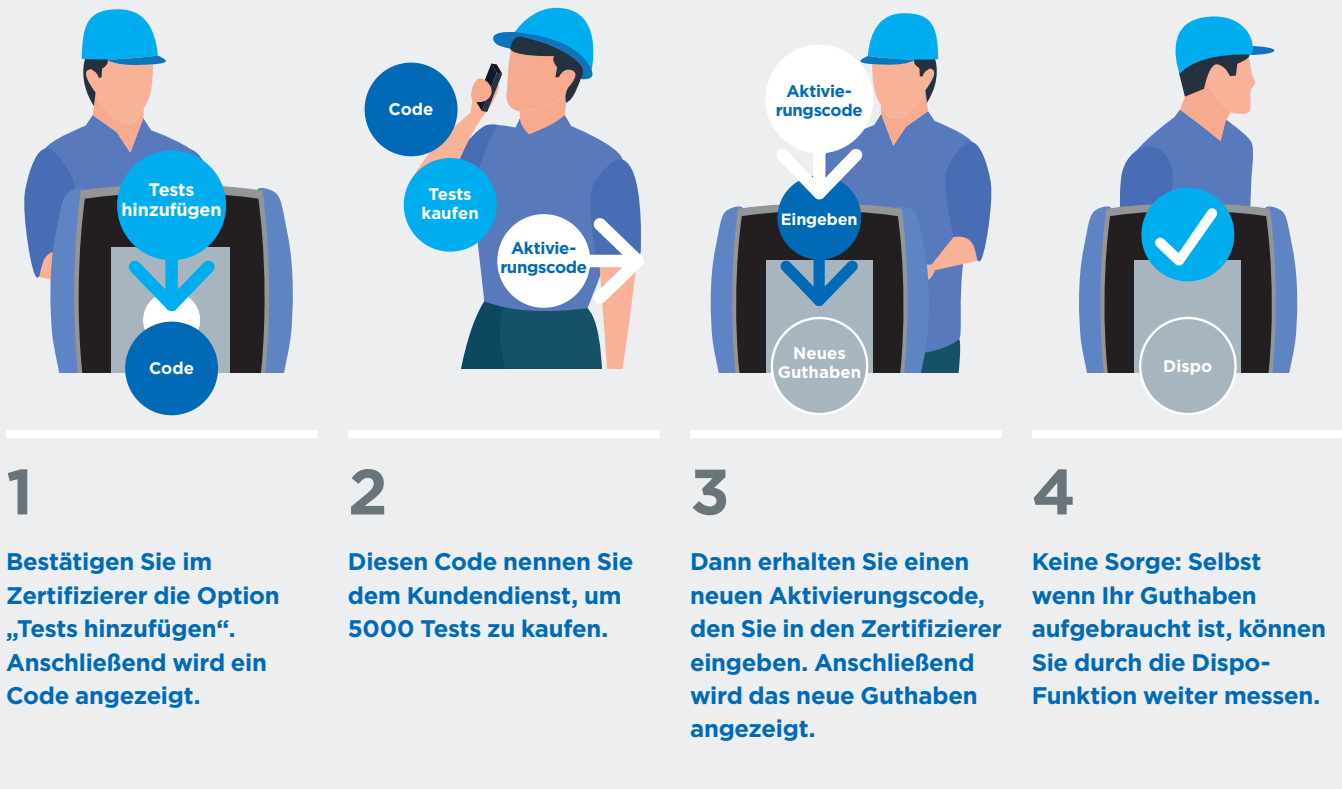 Tests
hinzufügen
Code
Code
Tests
kaufen
Aktivie-
rungscode
Aktivie-
rungscode
Eingeben
Neues
Guthaben
Dispo
1
Bestätigen Sie im
Zertifizierer die Option
„Tests hinzufügen“.
Anschließend wird ein
Code angezeigt.
2
Diesen Code nennen Sie
dem Kundendienst, um
5000 Tests zu kaufen.
3
Dann erhalten Sie einen
neuen Aktivierungscode,
den Sie in den Zertifizierer
eingeben. Anschließend
wird das neue Guthaben
angezeigt.
4
Keine Sorge: Selbst
wenn Ihr Guthaben
aufgebraucht ist, können
Sie durch die Dispo-
Funktion weiter messen.